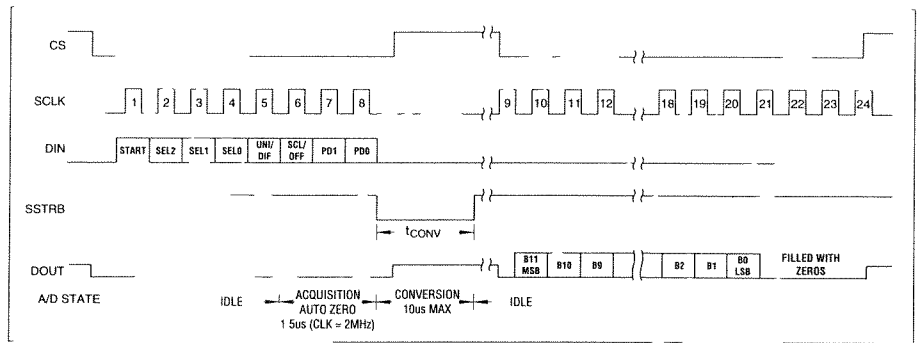 CS
SCLK
1 2 3 4 5 6 7 8 9 10 11 12 18 19 20 21 22 23 24
DIN
START SEL2 SEL1 SEL0 UNI/DIF SCL/OFF PD1 PD0
SSTRB
tCONV
DOUT
B11 MSB B10 B9 B2 B1 B0 LSB FILLED WITH ZEROS
A/D STATE
IDLE ACQUISITION CONVERSION IDLE
AUTO ZERO 10us MAX
1 5us (CLK = 2MHz)